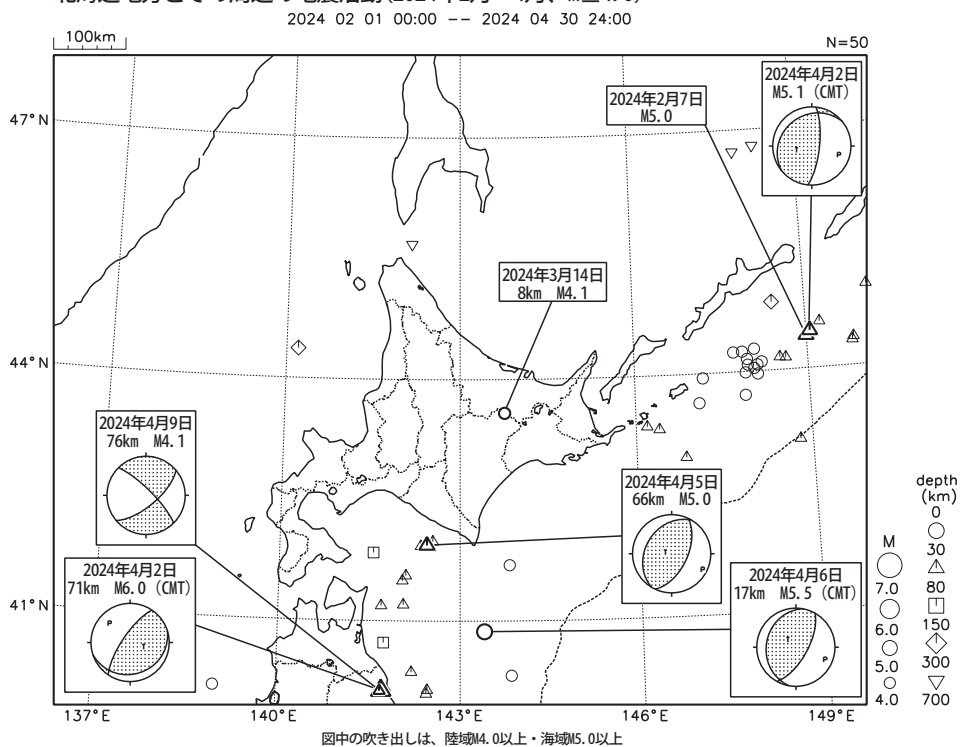 2024 02 01 00:00 -- 2024 04 30 24:00
100km
N=50
47°N
44°N
41°N
2024年2月7日
M5.0
2024年4月2日
M5.1 (CMT)
T
P
2024年3月14日
8km M4.1
2024年4月9日
76km M4.1
2024年4月5日
66km M5.0
T
P
2024年4月2日
71km M6.0 (CMT)
P
T
2024年4月6日
17km M5.5 (CMT)
T
P
M
7.0
6.0
5.0
4.0
depth
(km)
0
30
80
150
300
700
137°E
140°E
143°E
146°E
149°E
図中の吹き出しは、陸域M4.0以上・海域M5.0以上